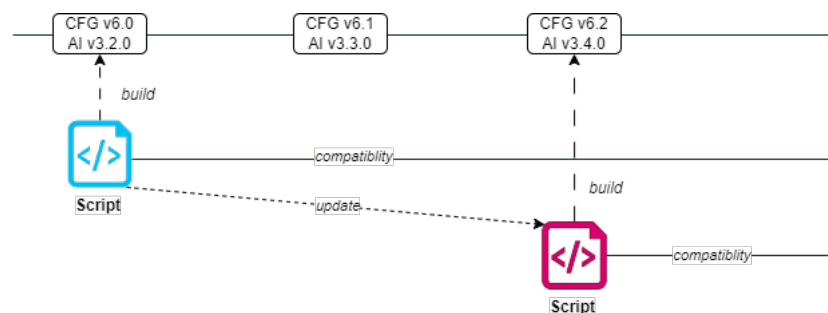 CFG v6.0
AI v3.2.0
CFG v6.1
AI v3.3.0
CFG v6.2
AI v3.4.0
build
</>
compatiblity
Script
update
build
</>
compatiblity
Script